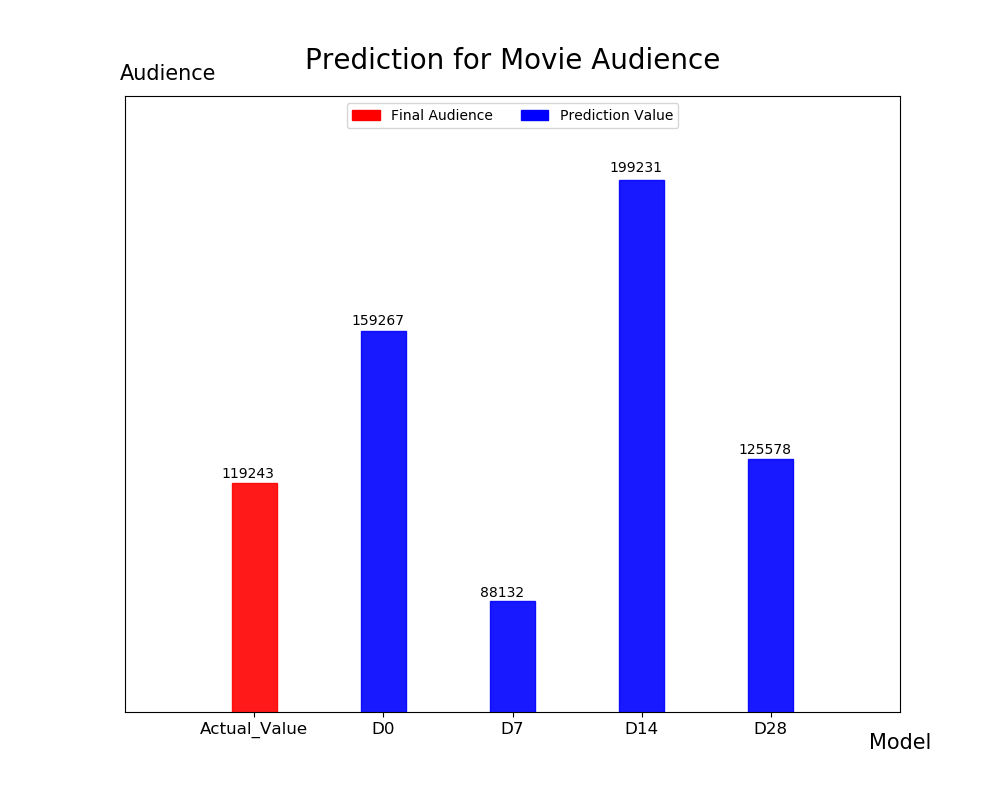 Prediction for Movie Audience
Audience
Final Audience Prediction Value
199231
159267
125578
119243
88132
Actual_Value D0 D7 D14 D28
Model